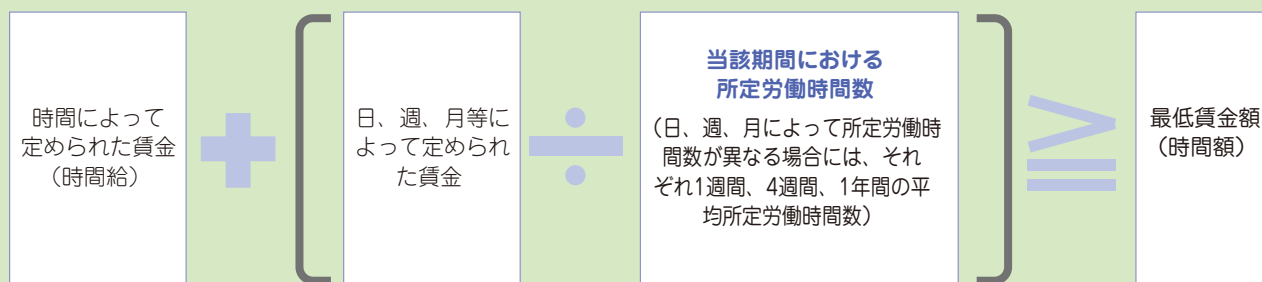 時間によって
定められた賃金
（時間給）
日、週、月等に
よって定められ
た賃金
÷
当該期間における
所定労働時間数
（日、週、月によって所定労働時
間数が異なる場合には、それ
ぞれ1週間、4週間、1年間の平
均所定労働時間数）
≧
最低賃金額
（時間額）